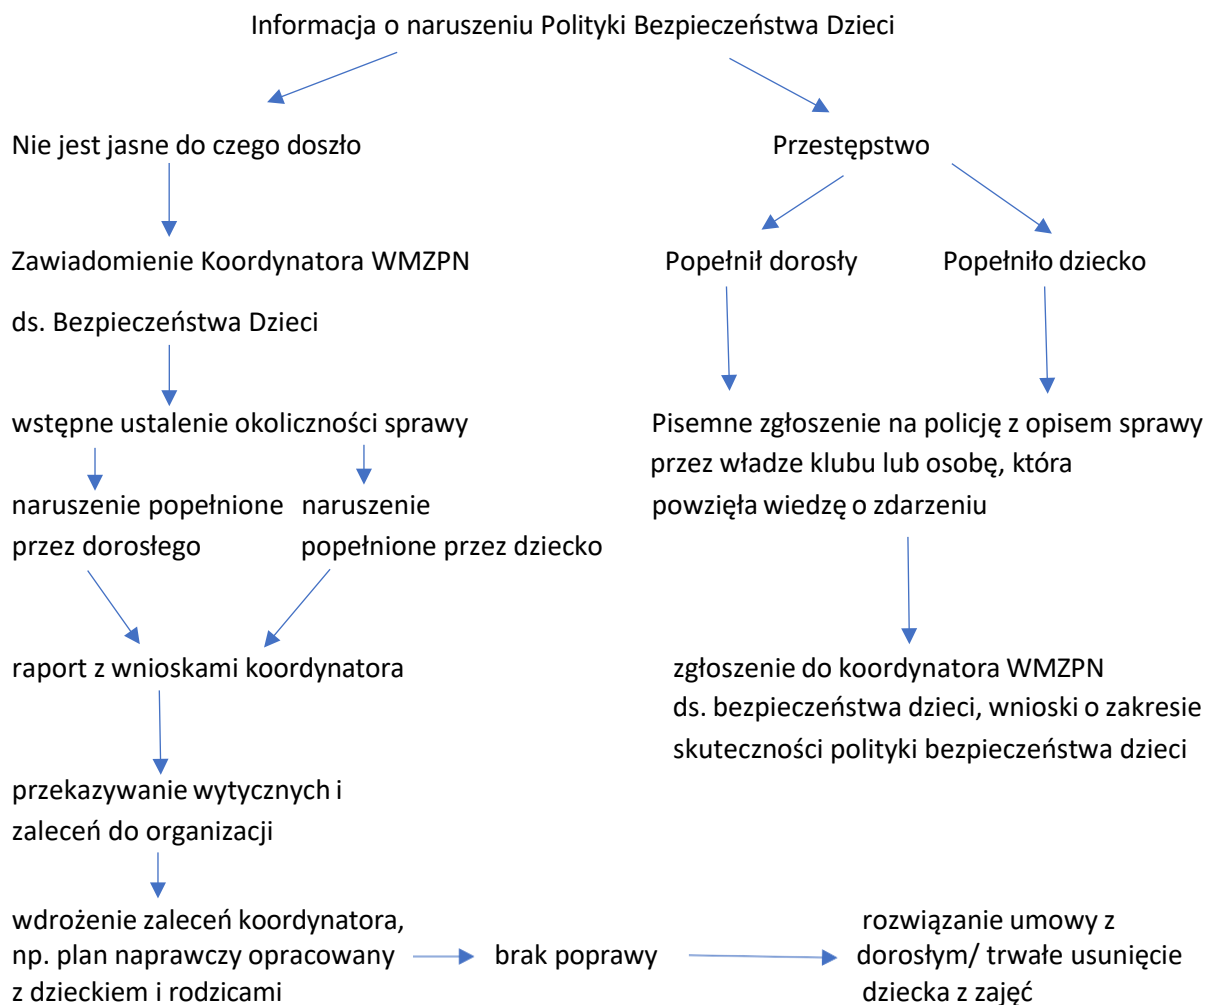 Informacja o naruszeniu Polityki Bezpieczeństwa Dzieci
Nie jest jasne do czego doszło
Przestępstwo
Zawiadomienie Koordynatora WMZPN
ds. Bezpieczeństwa Dzieci
Popełnił dorosły
Popełniło dziecko
wstępne ustalenie okoliczności sprawy
Pisemne zgłoszenie na policję z opisem sprawy
przez władze klubu lub osobę, która
powzięła wiedzę o zdarzeniu
naruszenie popełnione
przez dorosłego
naruszenie
popełnione przez dziecko
raport z wnioskami koordynatora
zgłoszenie do koordynatora WMZPN
ds. bezpieczeństwa dzieci, wnioski o zakresie
skuteczności polityki bezpieczeństwa dzieci
przekazywanie wytycznych i
zaleceń do organizacji
wdrożenie zaleceń koordynatora,
np. plan naprawczy opracowany
z dzieckiem i rodzicami
brak poprawy
rozwiązanie umowy z
dorosłym/ trwałe usunięcie
dziecka z zajęć